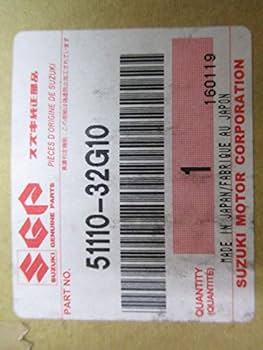 スズキ純正部品
PIÈCES D'ORIGINE DE SUZUKI
SGP
SUZUKI GENUINE PARTS
PART NO.
51110-32G10
1
160119
QUANTITY
(QUANTITÉ)
MADE IN JAPAN/FABRIQUÉ AU JAPON
SUZUKI MOTOR CORPORATION